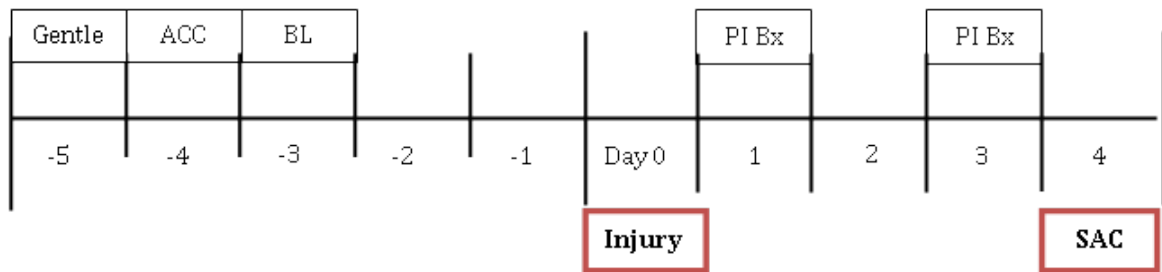 Gentle ACC BL PI Bx PI Bx
-5 -4 -3 -2 -1 Day 0 1 2 3 4
Injury SAC